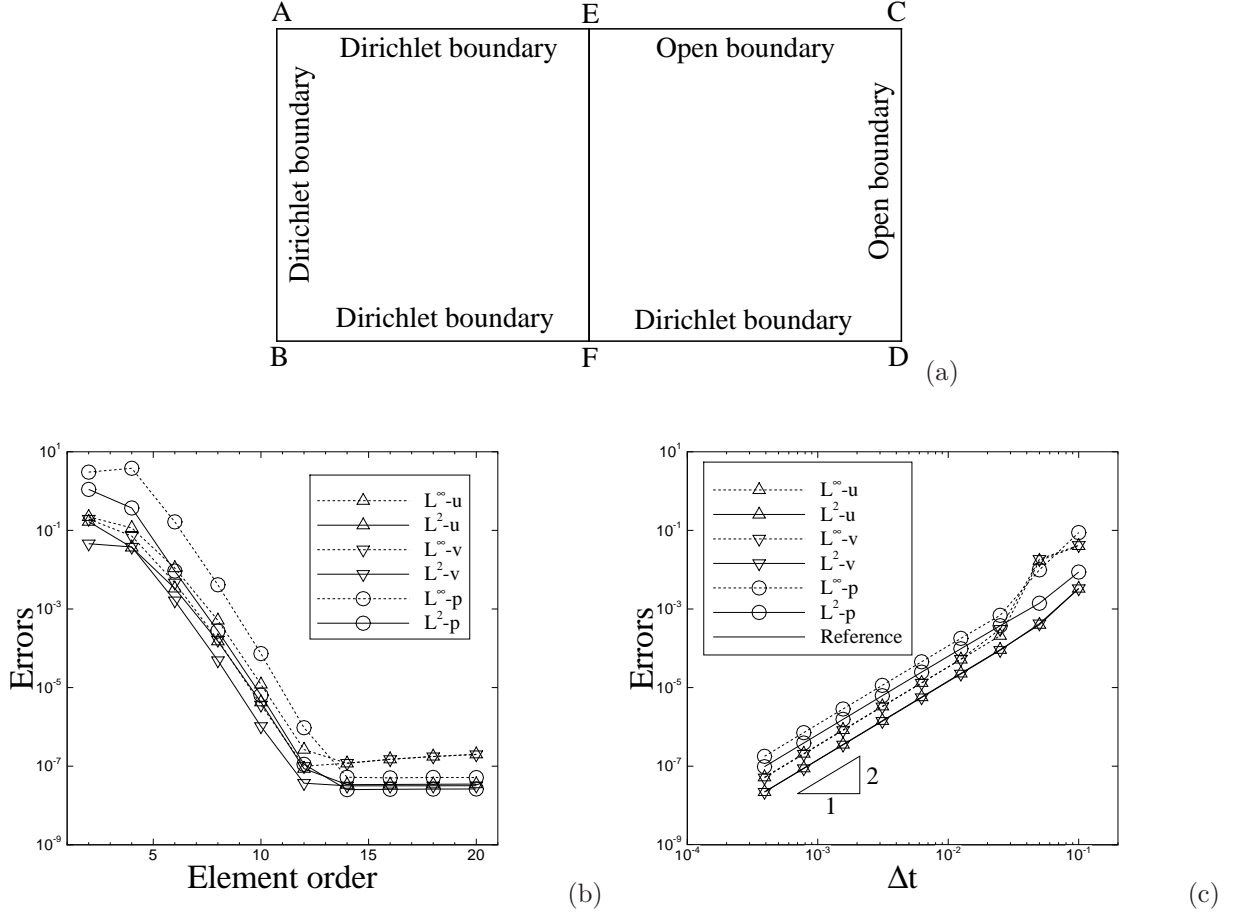 A E C
Dirichlet boundary Open boundary
Dirichlet boundary
Open boundary
Dirichlet boundary Dirichlet boundary
B F D
(a)
Errors
10^1
10^-1
10^-3
10^-5
10^-7
10^-9
5 10 15 20
Element order
L^∞-u
L^2-u
L^∞-v
L^2-v
L^∞-p
L^2-p
(b)
Errors
10^1
10^-1
10^-3
10^-5
10^-7
10^-9
10^-4 10^-3 10^-2 10^-1
Δt
L^∞-u
L^2-u
L^∞-v
L^2-v
L^∞-p
L^2-p
Reference
2
1
(c)